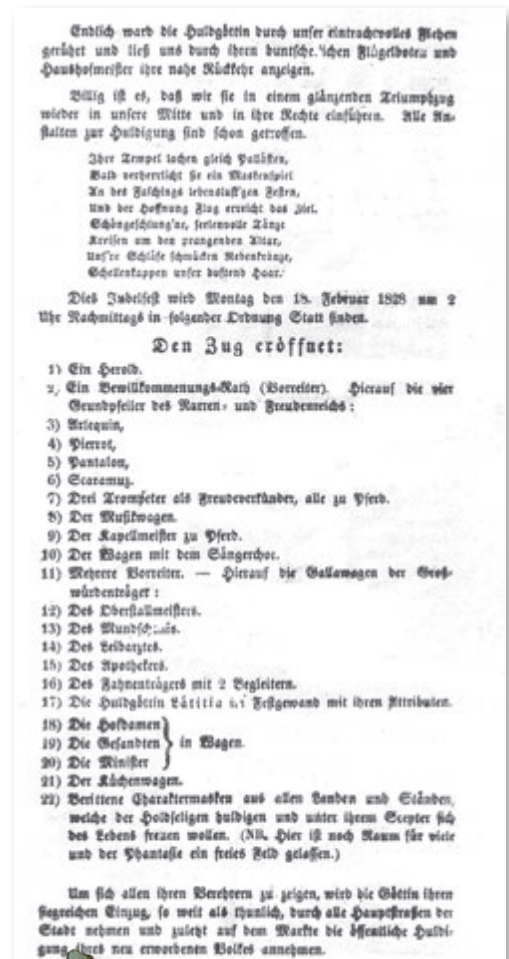 Endlich ward die Huldgöttin durch unser eintrachtvolles Flehen
gerühret und ließ uns durch ihren Flügelboten und
Haushofmeister ihre nahe Rückkehr anzeigen.
Billig ist es, daß wir sie in einem glänzenden Triumphzug
wieder in unsere Mitte und in ihre Rechte einführen. Alle An-
stalten zur Huldigung sind schon getroffen.
Ihre Tempel lachen gleich Pallästen,
Bald verherrlicht sie ein Maskenspiel
An des Faschings lebenslust'gen Festen,
Und der Hoffnung Flug erreicht das Ziel.
Schöngeschlung'ne, seelenvolle Tänze
Kreisen um den prangenden Altar,
Uns're Schläfe schmücken Rebenkränze,
Schellenkappen unser duftend Haar.
Dies Jubelfest wird Montag den 18. Februar 1828 um 2
Uhr Nachmittags in folgender Ordnung Statt finden.
Den Zug eröffnet:
1) Ein Herold.
2) Ein Bewillkommenungs-Rath (Vorreiter). Hierauf die vier
Grundpfeiler des Narren- und Freudenreichs:
3) Arlequin,
4) Pierrot,
5) Pantalon,
6) Scaramuz.
7) Drei Trompeter als Freudeverkünder, alle zu Pferd.
8) Der Musikwagen.
9) Der Kapellmeister zu Pferd.
10) Der Wagen mit dem Sängerchor.
11) Mehrere Vorreiter. — Hierauf die Gallawagen der Groß-
würdenträger:
12) Des Oberstallmeisters.
13) Des Mundschenks.
14) Des Leibarztes.
15) Des Apothekers.
16) Des Fahnenträgers mit 2 Begleitern.
17) Die Huldgöttin Lätitia im Festgewand mit ihren Attributen.
18) Die Hofdamen
19) Die Gesandten } in Wagen.
20) Die Minister
21) Der Küchenwagen.
22) Berittene Charaktermasken aus allen Landen und Ständen,
welche der Holdseligen huldigen und unter ihrem Scepter sich
des Lebens freuen wollen. (NB. Hier ist noch Raum für viele
und der Phantasie ein freies Feld gelassen.)
Um sich allen ihren Verehrern zu zeigen, wird die Göttin ihren
siegreichen Einzug, so weit als thunlich, durch alle Hauptstraßen der
Stadt nehmen und zuletzt auf dem Markte die öffentliche Huldi-
gung ihres neu erworbenen Volkes annehmen.